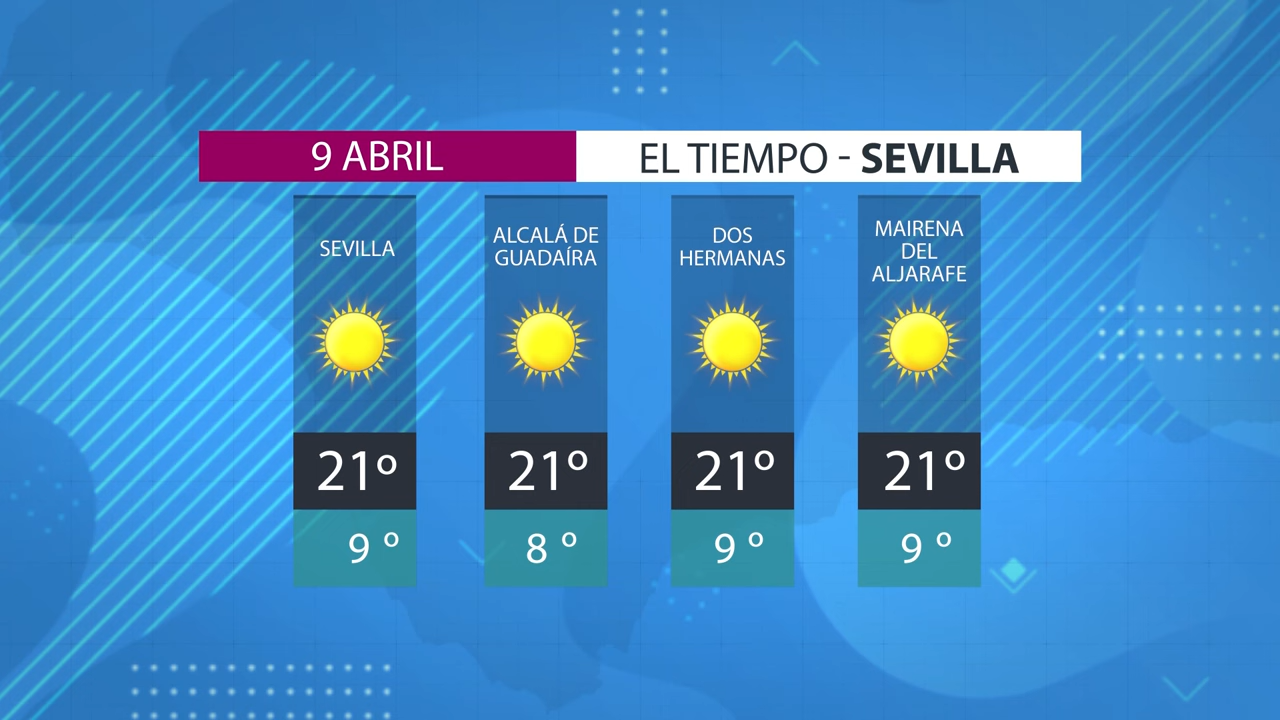 9 ABRIL
EL TIEMPO - SEVILLA
SEVILLA
21º
9 º
ALCALÁ DE
GUADAÍRA
21º
8 º
DOS
HERMANAS
21º
9 º
MAIRENA
DEL
ALJARAFE
21º
9 º